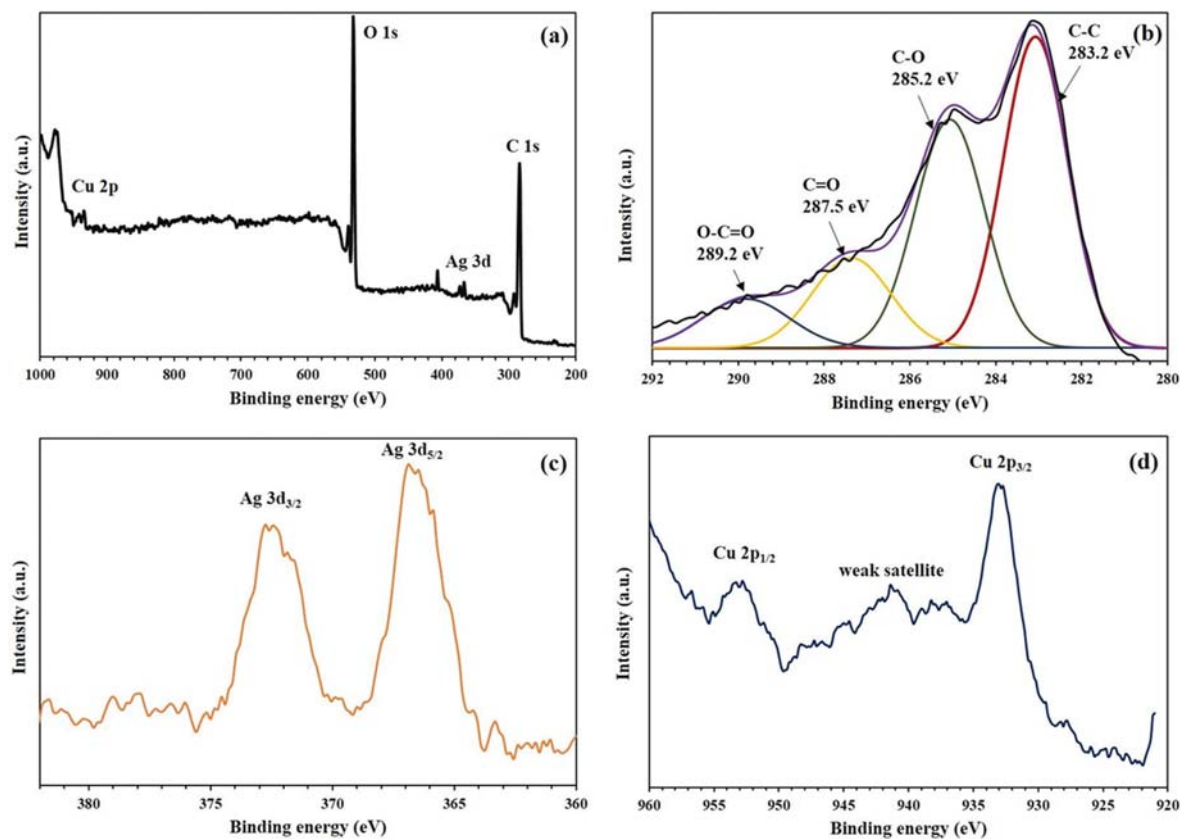 (a)
O 1s
C 1s
Cu 2p
Ag 3d
Intensity (a.u.)
1000 900 800 700 600 500 400 300 200
Binding energy (eV)
(b)
C-C
283.2 eV
C-O
285.2 eV
C=O
287.5 eV
O-C=O
289.2 eV
Intensity (a.u.)
292 290 288 286 284 282 280
Binding energy (eV)
(c)
Ag 3d5/2
Ag 3d3/2
Intensity (a.u.)
380 375 370 365 360
Binding energy (eV)
(d)
Cu 2p3/2
Cu 2p1/2
weak satellite
Intensity (a.u.)
960 955 950 945 940 935 930 925 920
Binding energy (eV)